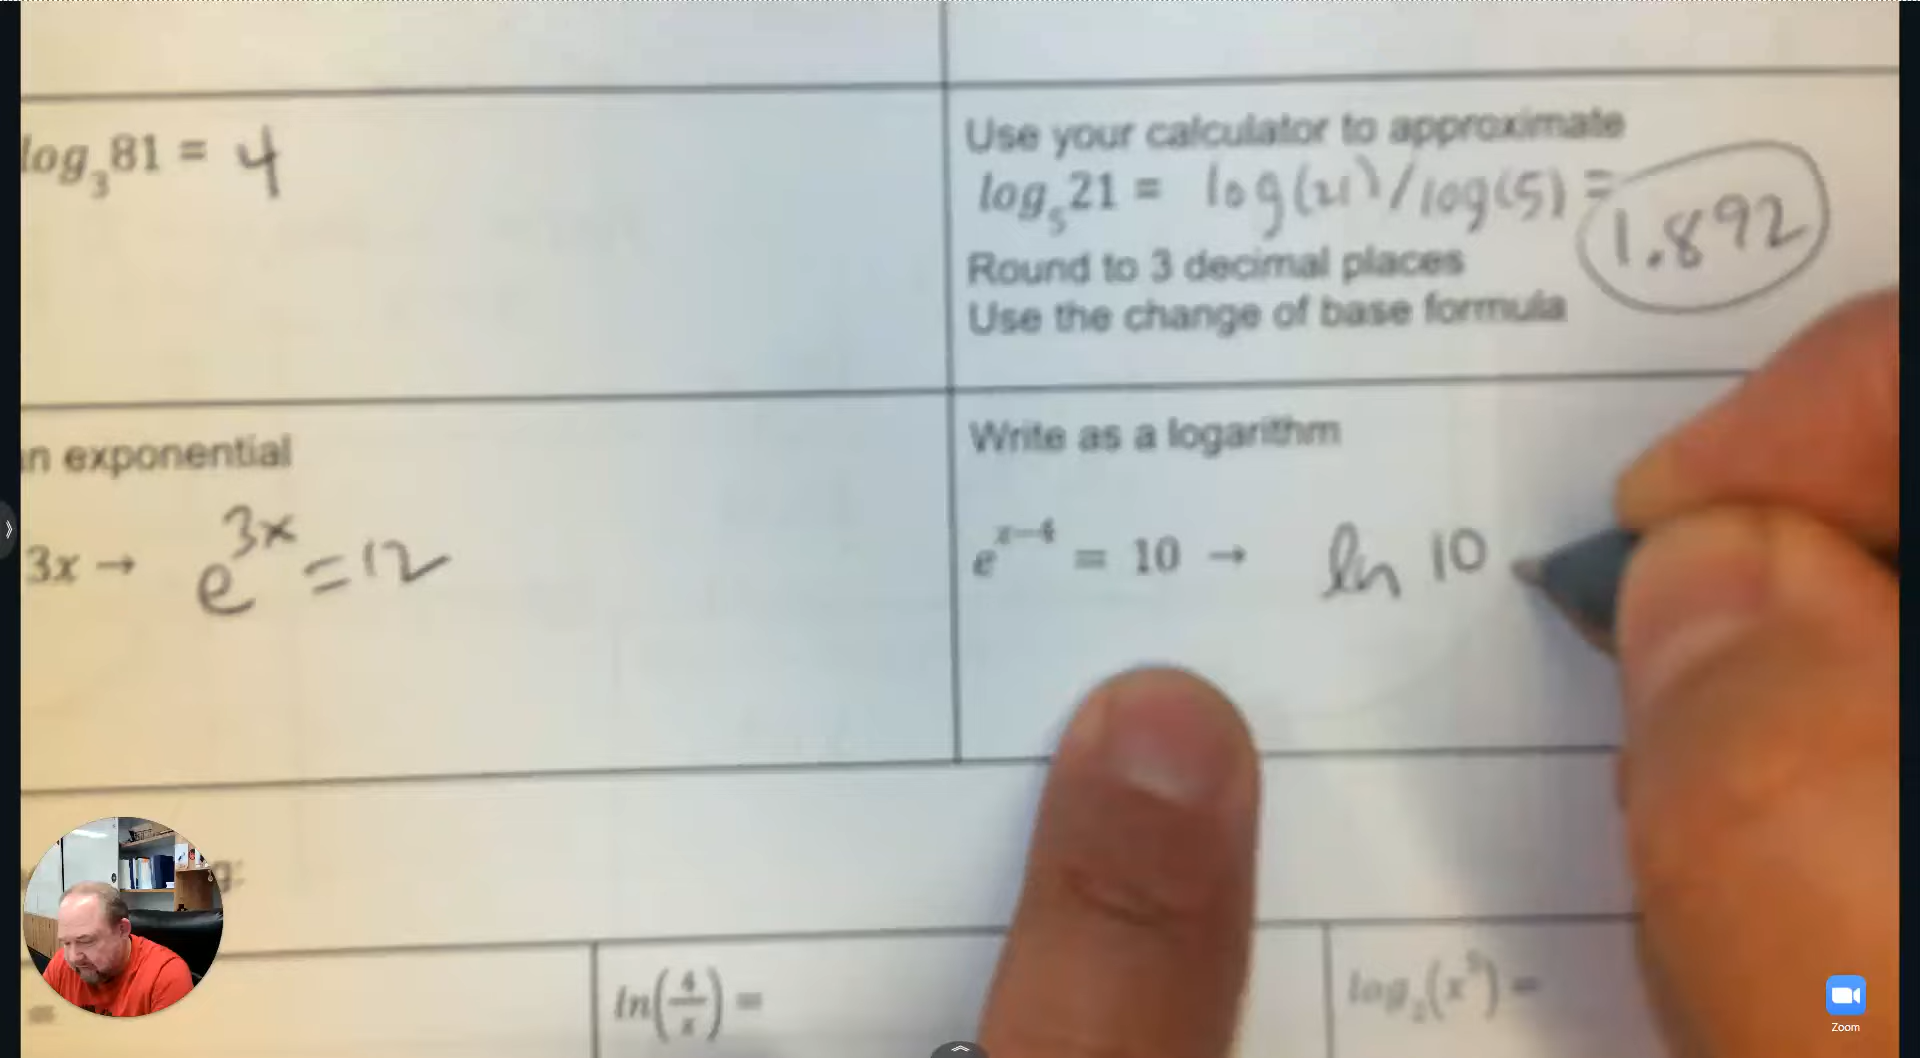 log₃81 = 4
Use your calculator to approximate
log₅21 = log(21)/log(5) = 1.892
Round to 3 decimal places
Use the change of base formula
n exponential
3x → e^{3x} = 12
Write as a logarithm
e^{x-4} = 10 → ln 10
g:
=
ln(4/x) =
log₂(x⁹) =
Zoom